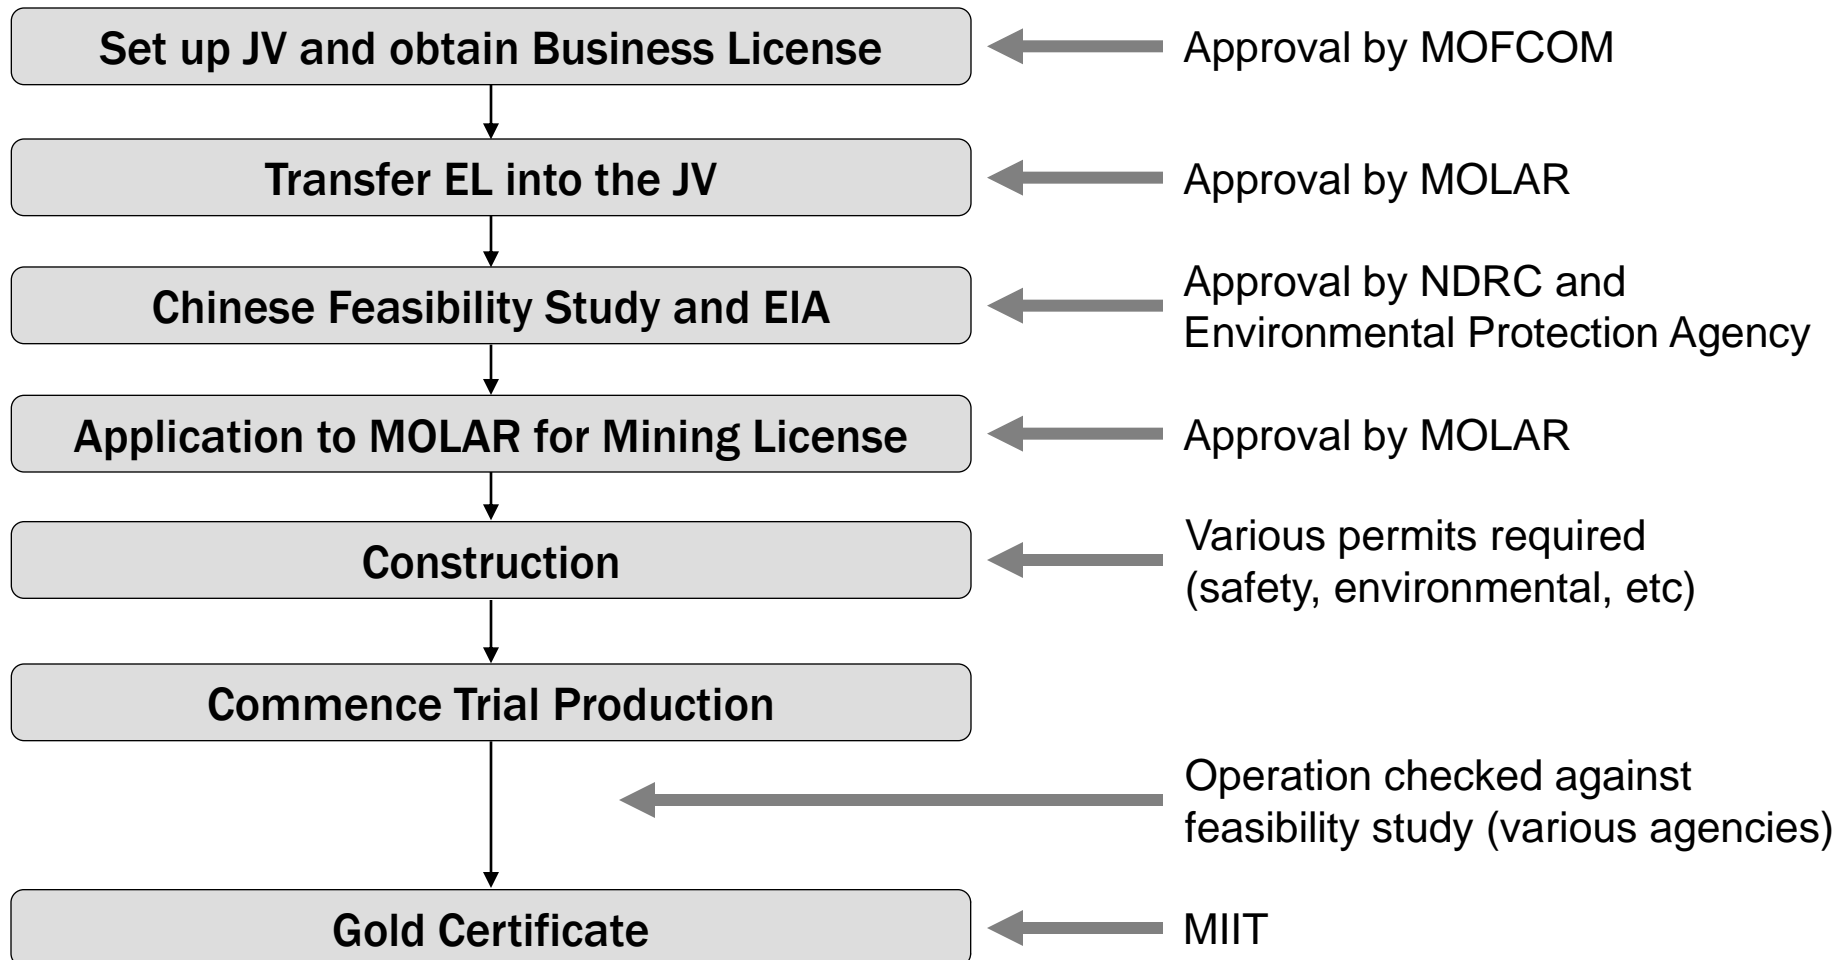 Set up JV and obtain Business License
Approval by MOFCOM
Transfer EL into the JV
Approval by MOLAR
Chinese Feasibility Study and EIA
Approval by NDRC and
Environmental Protection Agency
Application to MOLAR for Mining License
Approval by MOLAR
Construction
Various permits required
(safety, environmental, etc)
Commence Trial Production
Operation checked against
feasibility study (various agencies)
Gold Certificate
MIIT